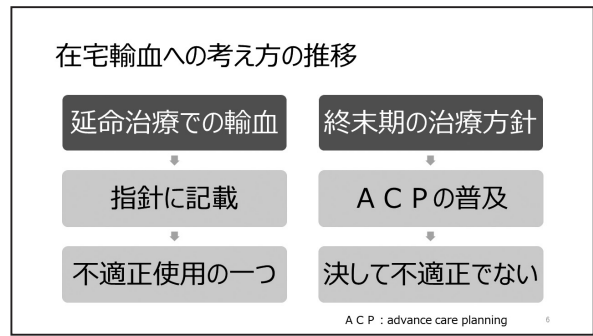 在宅輸血への考え方の推移
延命治療での輸血
指針に記載
不適正使用の一つ
終末期の治療方針
ＡＣＰの普及
決して不適正でない
ＡＣＰ：advance care planning
6